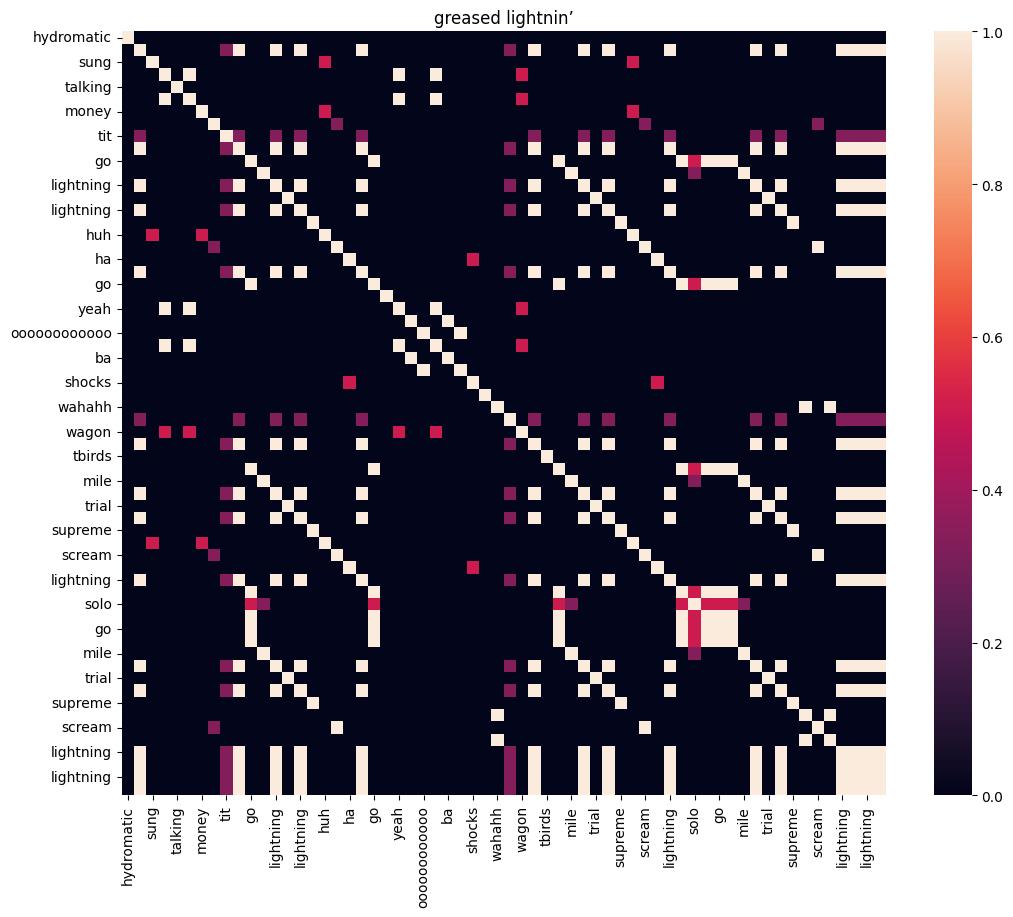 greased lightnin’
hydromatic
sung
talking
money
tit
go
lightning
lightning
huh
ha
go
yeah
oooooooooooo
ba
shocks
wahahh
wagon
tbirds
mile
trial
supreme
scream
lightning
solo
go
mile
trial
supreme
scream
lightning
lightning
1.0
0.8
0.6
0.4
0.2
0.0
hydromatic
sung
talking
money
tit
go
lightning
lightning
huh
ha
go
yeah
oooooooooooo
ba
shocks
wahahh
wagon
tbirds
mile
trial
supreme
scream
lightning
solo
go
mile
trial
supreme
scream
lightning
lightning